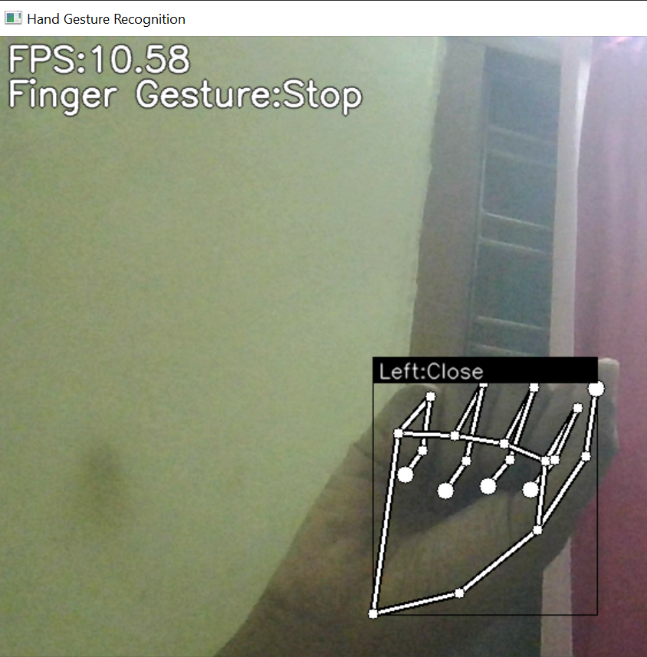 Hand Gesture Recognition
FPS:10.58
Finger Gesture:Stop
Left:Close